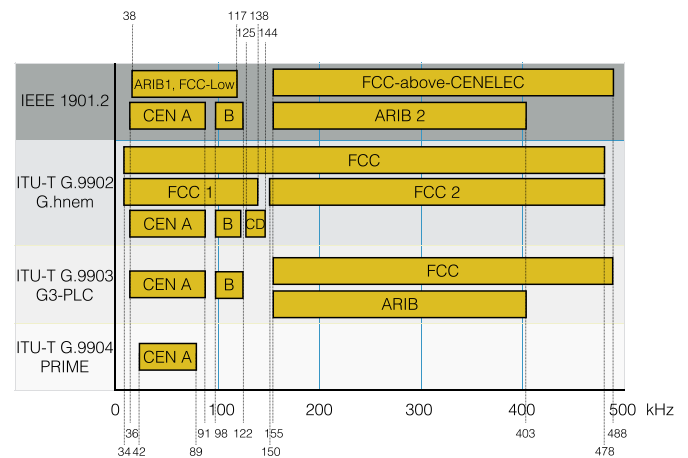 38
117 138
125 144
IEEE 1901.2
ARIB1, FCC-Low
FCC-above-CENELEC
CEN A
B
ARIB 2
ITU-T G.9902
G.hnem
FCC
FCC 1
FCC 2
CEN A
B
CD
ITU-T G.9903
G3-PLC
CEN A
B
FCC
ARIB
ITU-T G.9904
PRIME
CEN A
0 100 200 300 400 500 kHz
36 91 98 122 155 403 488
34 42 89 150 478